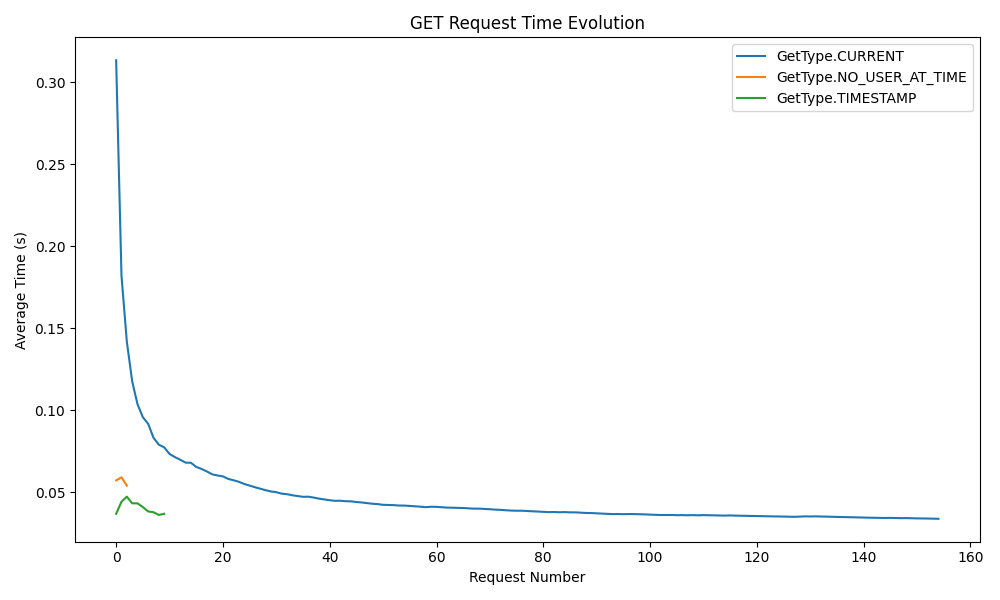 GET Request Time Evolution
GetType.CURRENT
GetType.NO_USER_AT_TIME
GetType.TIMESTAMP
Average Time (s)
0.30
0.25
0.20
0.15
0.10
0.05
0 20 40 60 80 100 120 140 160
Request Number